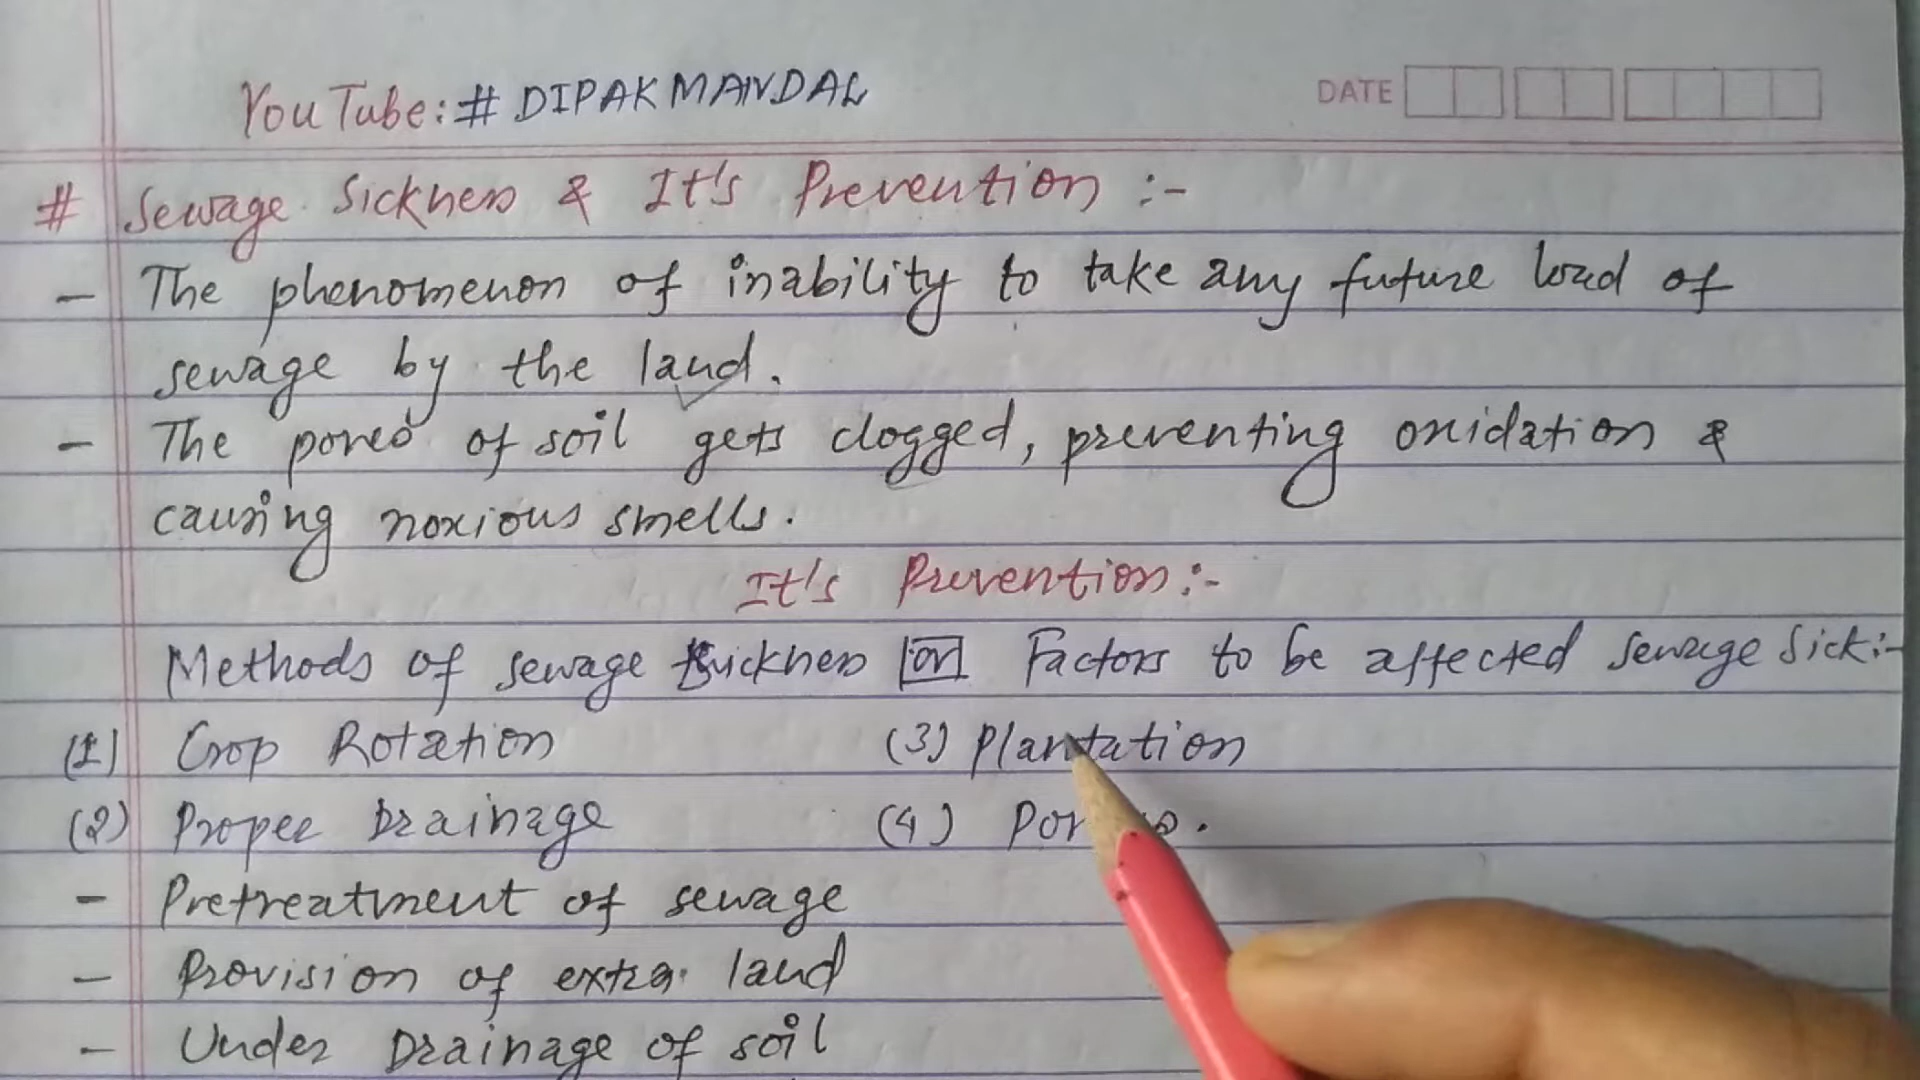 YouTube:# DIPAK MANDAL
DATE
# Sewage Sickness & It's Prevention :-
- The phenomenon of inability to take any future load of
sewage by the land.
- The pores of soil gets clogged, preventing oxidation &
causing noxious smells.
It's Prevention:-
Methods of sewage Sickness or Factors to be affected sewage Sick:-
(1) Crop Rotation (3) Plantation
(2) Proper Drainage (4)
- Pretreatment of sewage
- Provision of extra land
- Under Drainage of soil